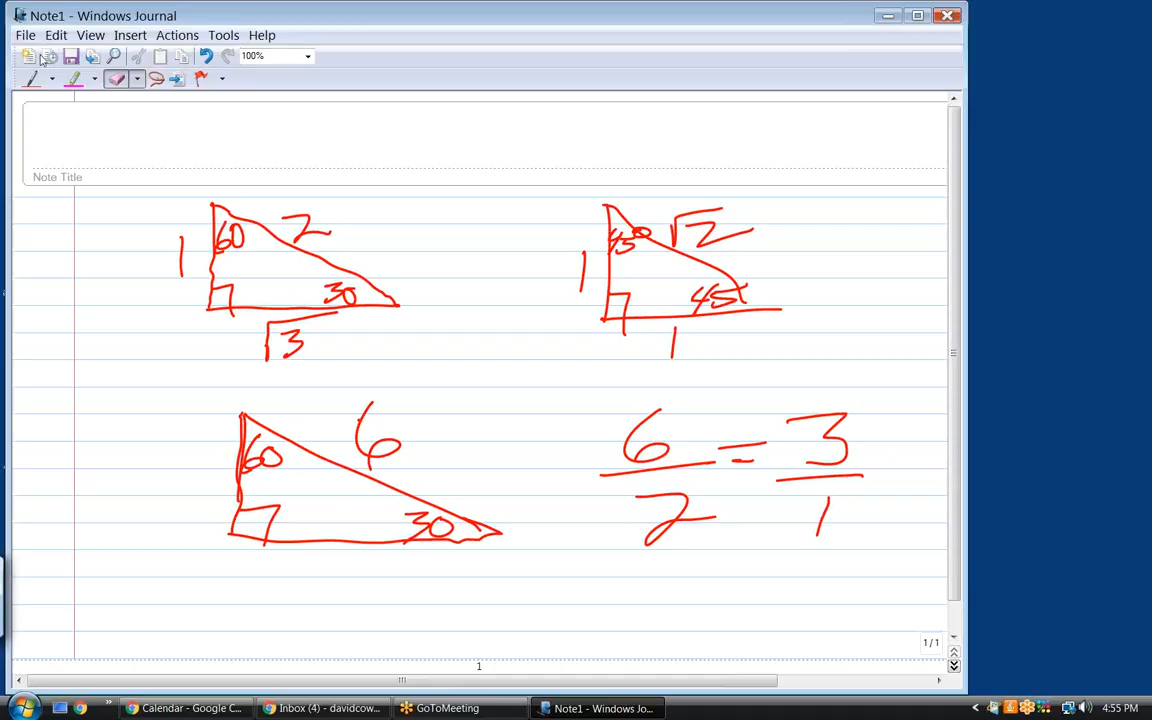 Note1 - Windows Journal
File Edit View Insert Actions Tools Help
100%
Note Title
60 2
1
30
√3
45° √2
1
45
1
60 6
30
6 = 3
2 1
1/1
1
Calendar - Google C... Inbox (4) - davidcow... GoToMeeting Note1 - Windows Jo... 4:55 PM